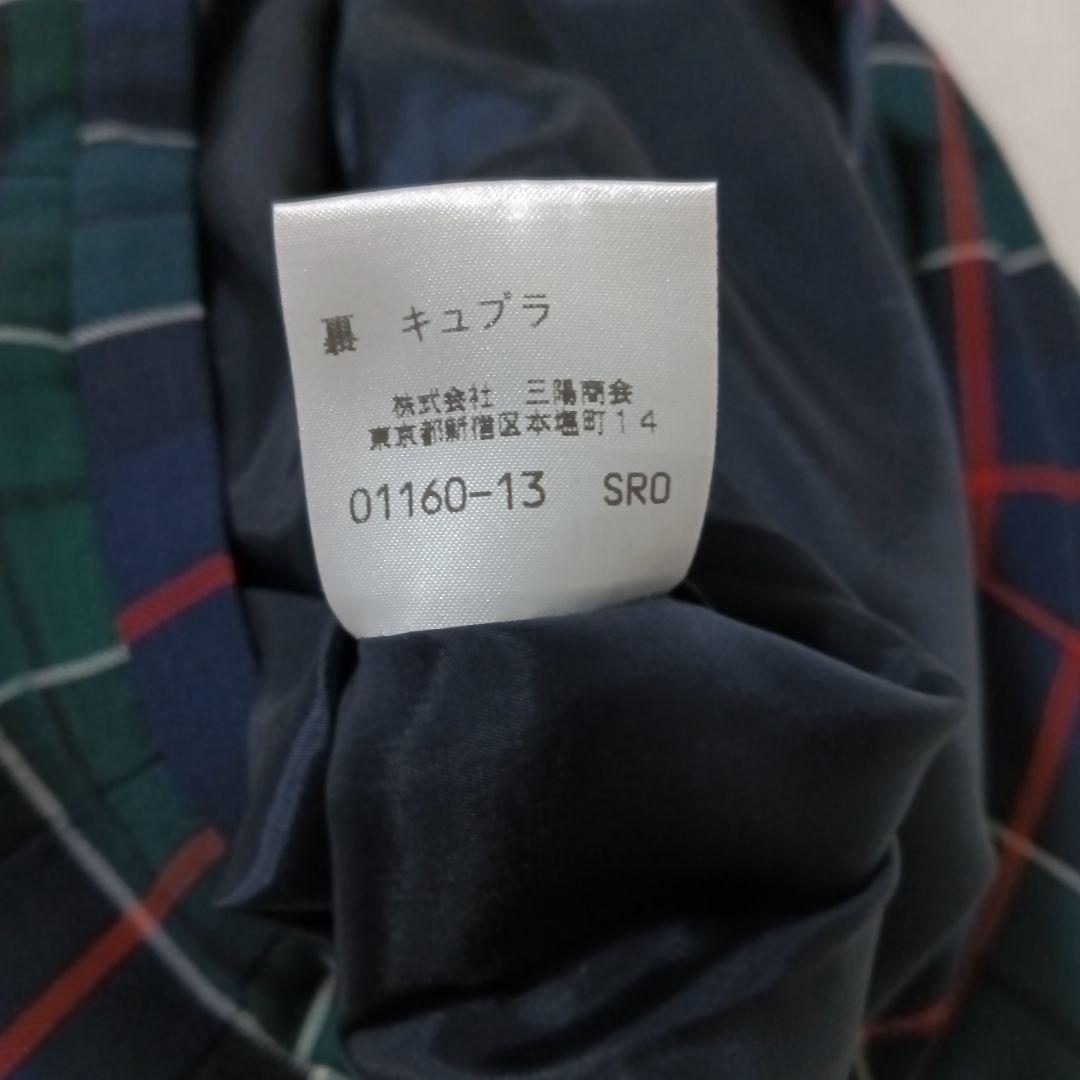 裏 キュプラ
株式会社 三陽商会
東京都新宿区本塩町14
01160-13 SRO